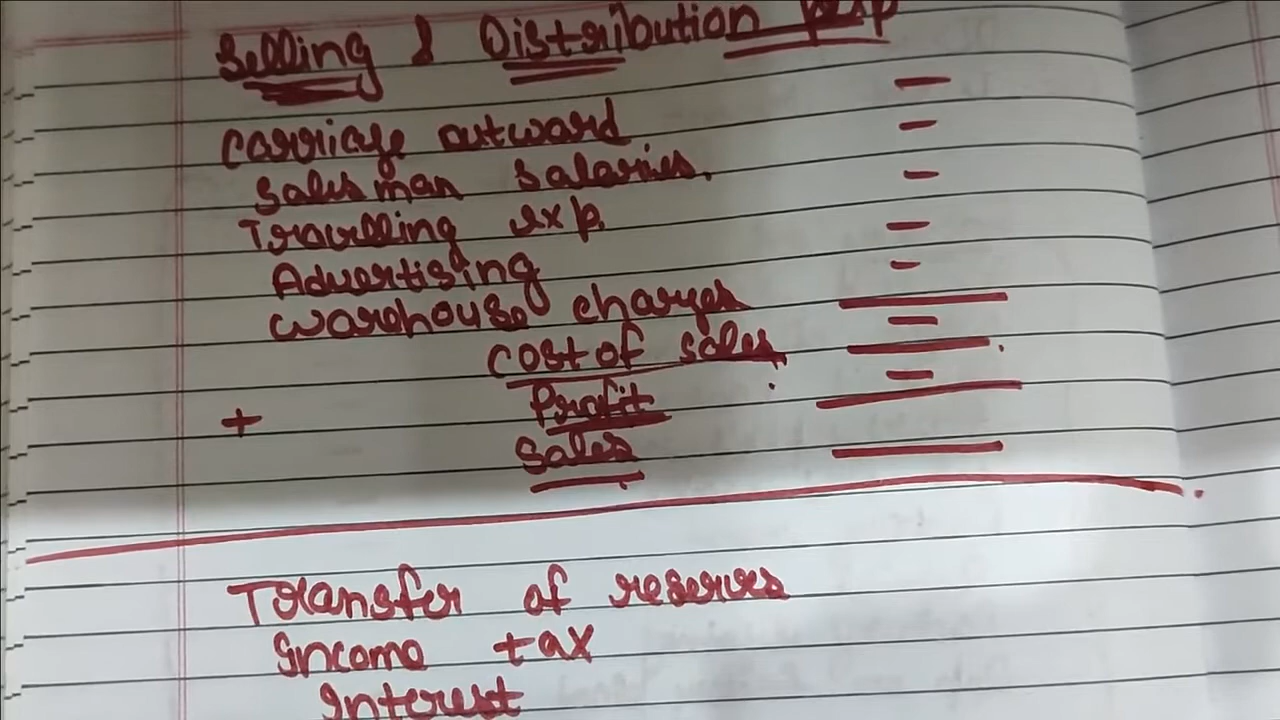 Selling & Distribution Exp
Carriage outward -
Salesman Salaries. -
Travelling exp. -
Advertising -
Warehouse charges -
Cost of sales -
+ Profit -
Sales
Transfer of reserves
Income tax
Interest